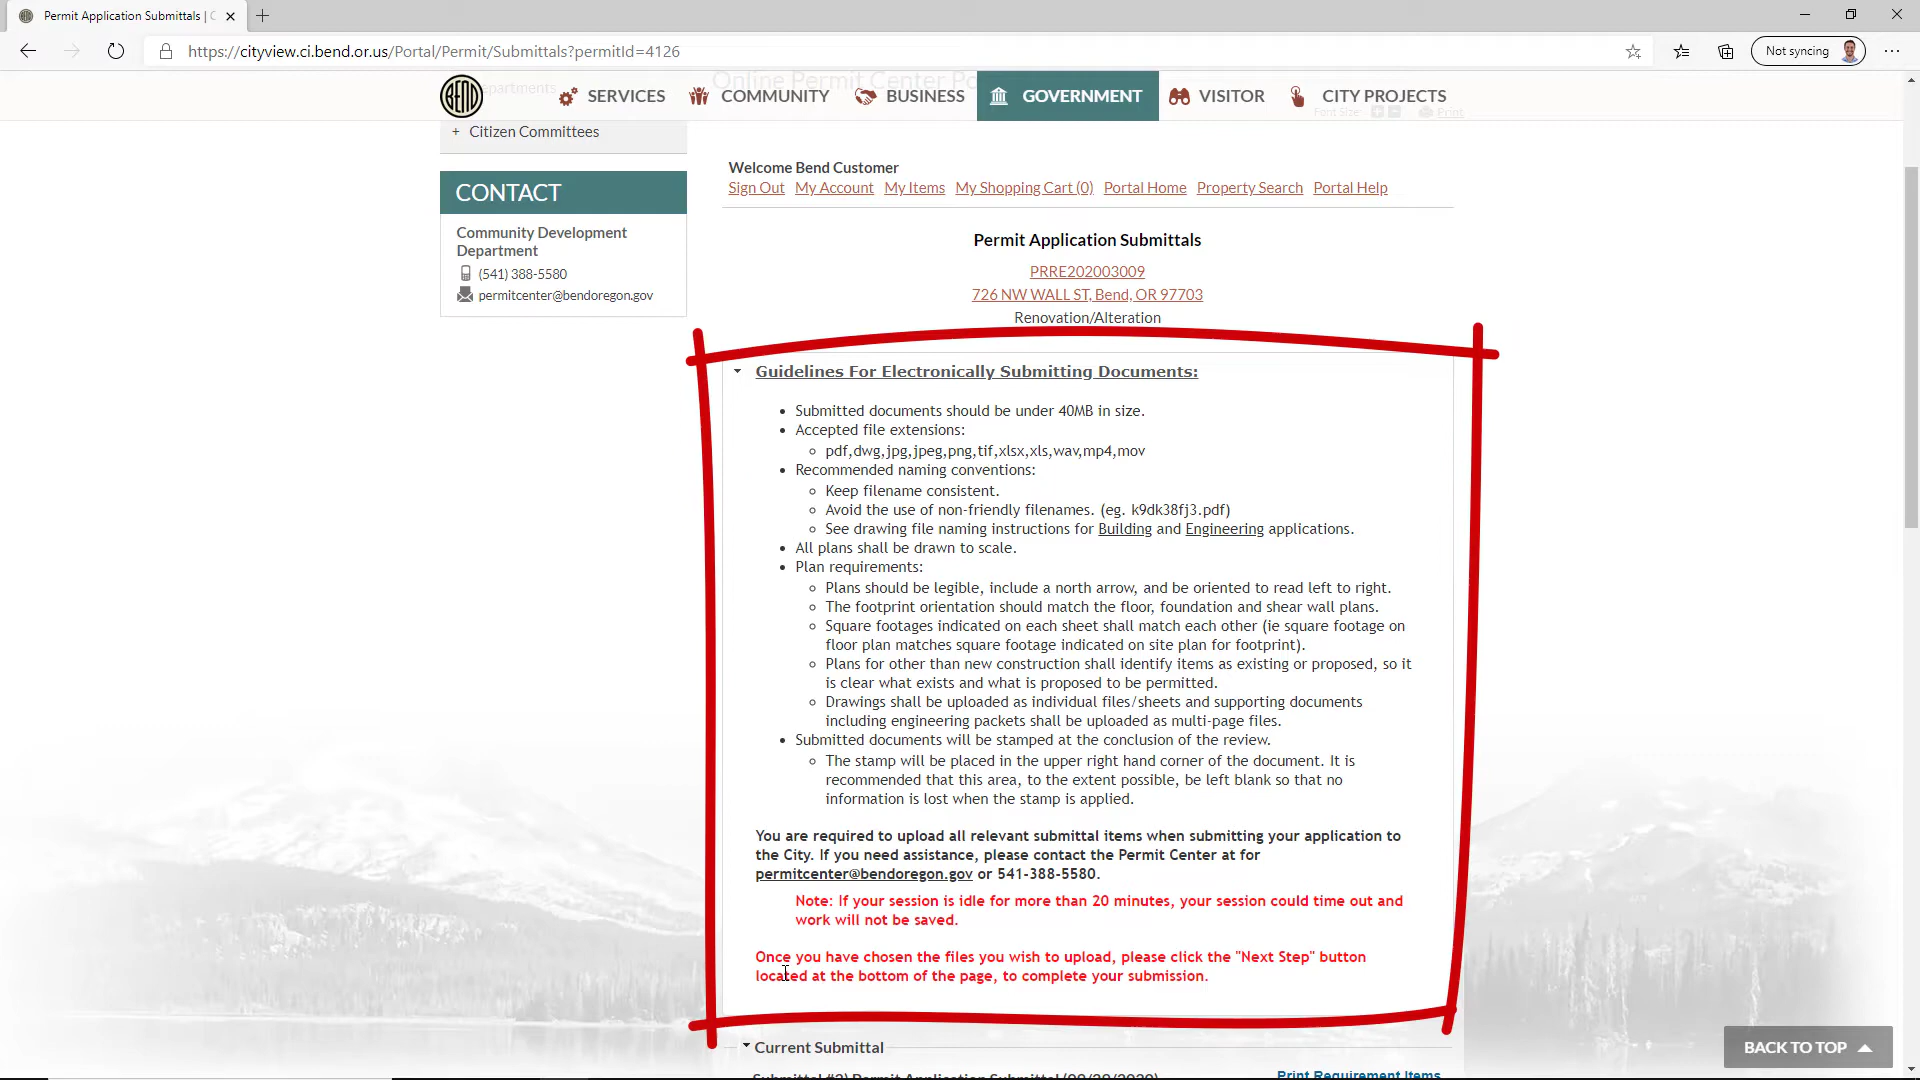 Permit Application Submittals | C
https://cityview.ci.bend.or.us/Portal/Permit/Submittals?permitId=4126
Not syncing
Online Permit Center Po
epartments
BEND
SERVICES
COMMUNITY
BUSINESS
GOVERNMENT
VISITOR
CITY PROJECTS
Font Size:
Print
+ Citizen Committees
CONTACT
Community Development
Department
(541) 388-5580
permitcenter@bendoregon.gov
Welcome Bend Customer
Sign Out My Account My Items My Shopping Cart (0) Portal Home Property Search Portal Help
Permit Application Submittals
PRRE202003009
726 NW WALL ST, Bend, OR 97703
Renovation/Alteration
Guidelines For Electronically Submitting Documents:
Submitted documents should be under 40MB in size.
Accepted file extensions:
pdf,dwg,jpg,jpeg,png,tif,xlsx,xls,wav,mp4,mov
Recommended naming conventions:
Keep filename consistent.
Avoid the use of non-friendly filenames. (eg. k9dk38fj3.pdf)
See drawing file naming instructions for Building and Engineering applications.
All plans shall be drawn to scale.
Plan requirements:
Plans should be legible, include a north arrow, and be oriented to read left to right.
The footprint orientation should match the floor, foundation and shear wall plans.
Square footages indicated on each sheet shall match each other (ie square footage on
floor plan matches square footage indicated on site plan for footprint).
Plans for other than new construction shall identify items as existing or proposed, so it
is clear what exists and what is proposed to be permitted.
Drawings shall be uploaded as individual files/sheets and supporting documents
including engineering packets shall be uploaded as multi-page files.
Submitted documents will be stamped at the conclusion of the review.
The stamp will be placed in the upper right hand corner of the document. It is
recommended that this area, to the extent possible, be left blank so that no
information is lost when the stamp is applied.
You are required to upload all relevant submittal items when submitting your application to
the City. If you need assistance, please contact the Permit Center at for
permitcenter@bendoregon.gov or 541-388-5580.
Note: If your session is idle for more than 20 minutes, your session could time out and
work will not be saved.
Once you have chosen the files you wish to upload, please click the "Next Step" button
located at the bottom of the page, to complete your submission.
Current Submittal
Submittal #2) Permit Application Submittal (09/29/2020)
Print Requirement Items
BACK TO TOP